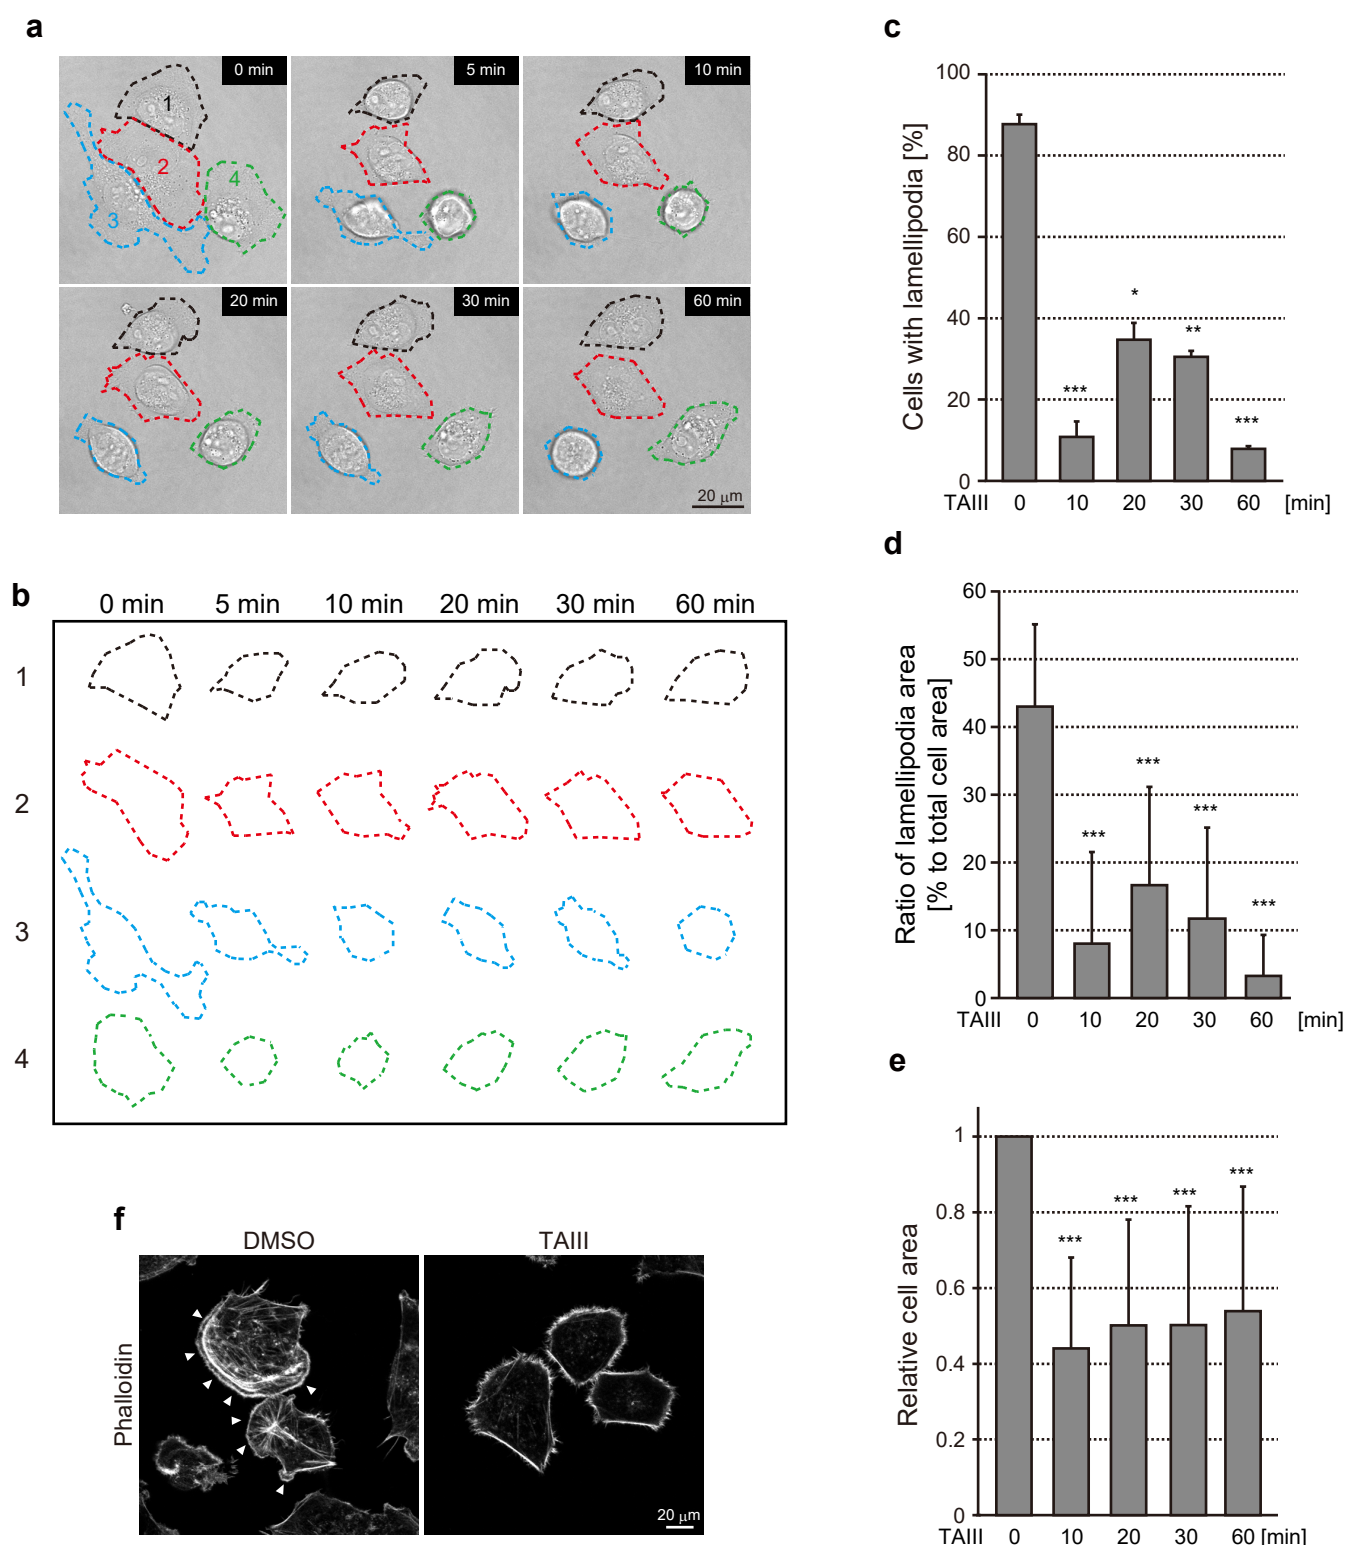 a
0 min
5 min
10 min
1
2
3
4
20 min
30 min
60 min
20 μm
b
0 min 5 min 10 min 20 min 30 min 60 min
1
2
3
4
c
Cells with lamellipodia [%]
100
80
60
40
20
0
***
*
**
***
TAIII 0 10 20 30 60 [min]
d
Ratio of lamellipodia area
[% to total cell area]
60
50
40
30
20
10
0
***
***
***
***
TAIII 0 10 20 30 60 [min]
e
Relative cell area
1
0.8
0.6
0.4
0.2
0
***
***
***
***
TAIII 0 10 20 30 60 [min]
f
DMSO TAIII
Phalloidin
20 μm